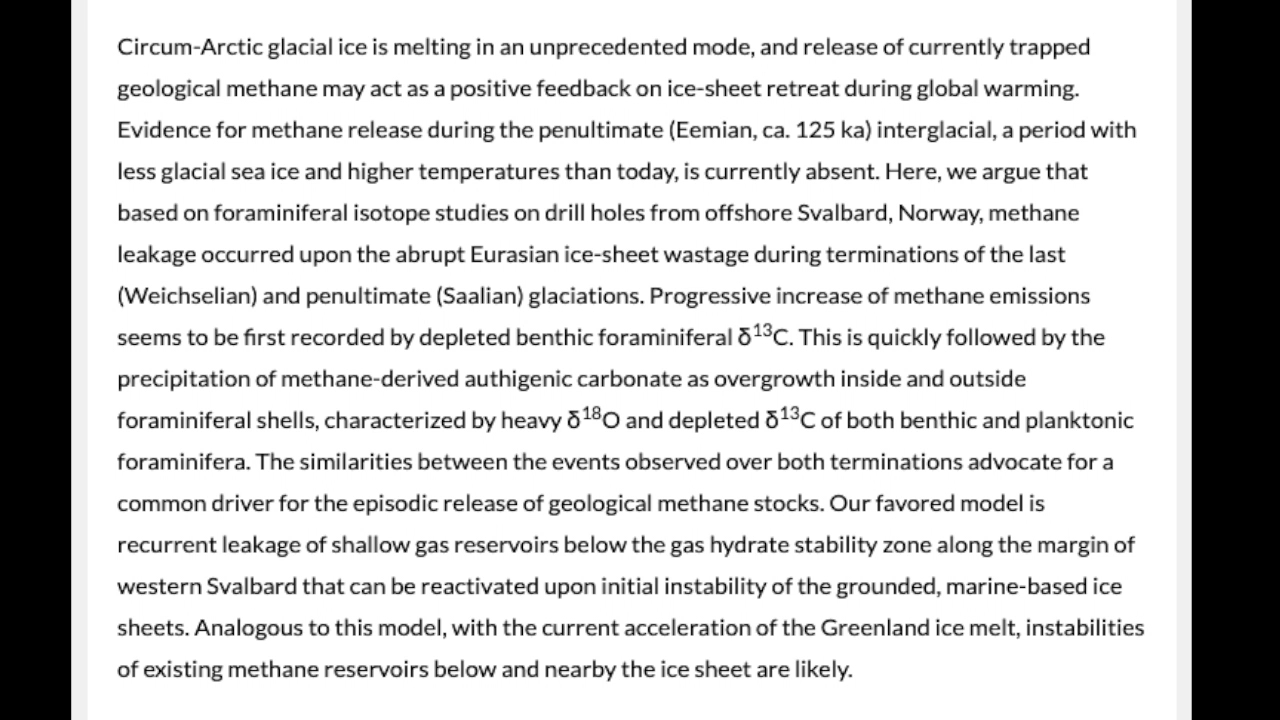 Circum-Arctic glacial ice is melting in an unprecedented mode, and release of currently trapped
geological methane may act as a positive feedback on ice-sheet retreat during global warming.
Evidence for methane release during the penultimate (Eemian, ca. 125 ka) interglacial, a period with
less glacial sea ice and higher temperatures than today, is currently absent. Here, we argue that
based on foraminiferal isotope studies on drill holes from offshore Svalbard, Norway, methane
leakage occurred upon the abrupt Eurasian ice-sheet wastage during terminations of the last
(Weichselian) and penultimate (Saalian) glaciations. Progressive increase of methane emissions
seems to be first recorded by depleted benthic foraminiferal δ¹³C. This is quickly followed by the
precipitation of methane-derived authigenic carbonate as overgrowth inside and outside
foraminiferal shells, characterized by heavy δ¹⁸O and depleted δ¹³C of both benthic and planktonic
foraminifera. The similarities between the events observed over both terminations advocate for a
common driver for the episodic release of geological methane stocks. Our favored model is
recurrent leakage of shallow gas reservoirs below the gas hydrate stability zone along the margin of
western Svalbard that can be reactivated upon initial instability of the grounded, marine-based ice
sheets. Analogous to this model, with the current acceleration of the Greenland ice melt, instabilities
of existing methane reservoirs below and nearby the ice sheet are likely.